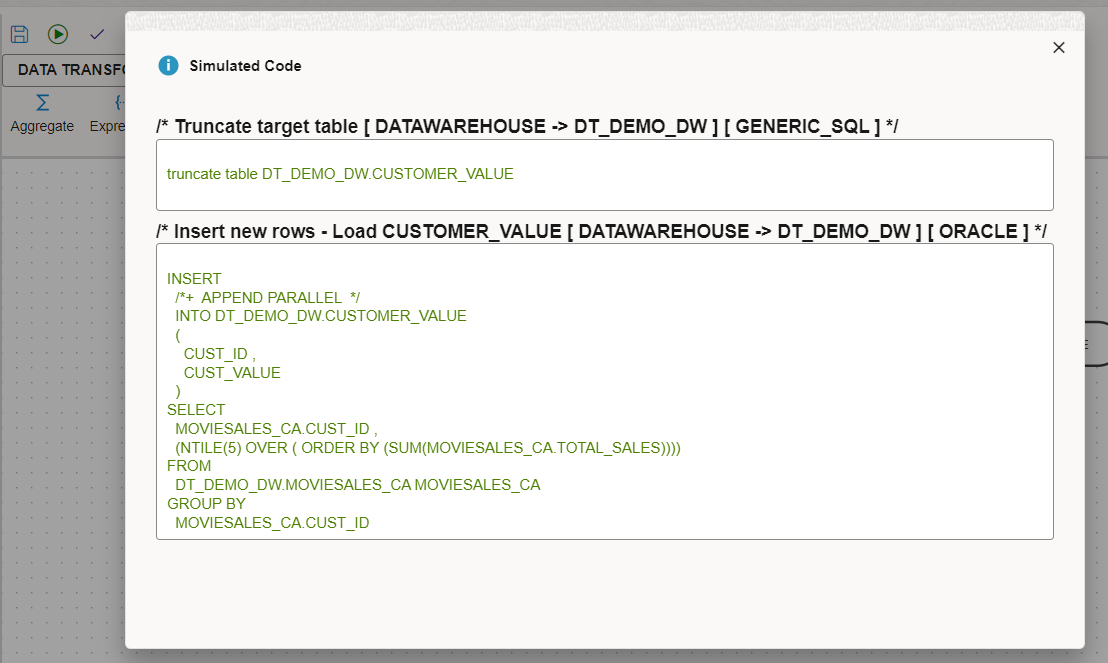 Simulated Code
DATA TRANSF
Aggregate
Expre
/* Truncate target table [ DATAWAREHOUSE -> DT_DEMO_DW ] [ GENERIC_SQL ] */
truncate table DT_DEMO_DW.CUSTOMER_VALUE
/* Insert new rows - Load CUSTOMER_VALUE [ DATAWAREHOUSE -> DT_DEMO_DW ] [ ORACLE ] */
INSERT
/*+ APPEND PARALLEL */
INTO DT_DEMO_DW.CUSTOMER_VALUE
(
CUST_ID ,
CUST_VALUE
)
SELECT
MOVIESALES_CA.CUST_ID ,
(NTILE(5) OVER ( ORDER BY (SUM(MOVIESALES_CA.TOTAL_SALES))))
FROM
DT_DEMO_DW.MOVIESALES_CA MOVIESALES_CA
GROUP BY
MOVIESALES_CA.CUST_ID